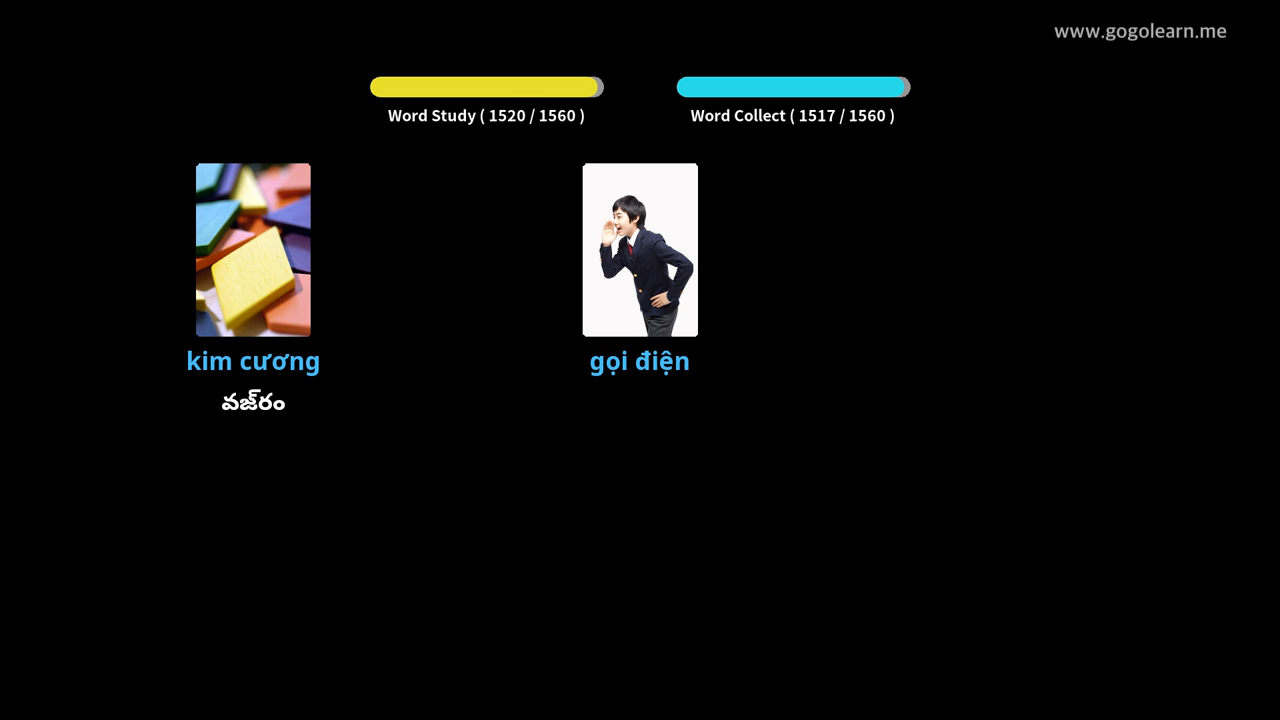 www.gogolearn.me
Word Study ( 1520 / 1560 )
Word Collect ( 1517 / 1560 )
kim cương
gọi điện
వజ్‌రం